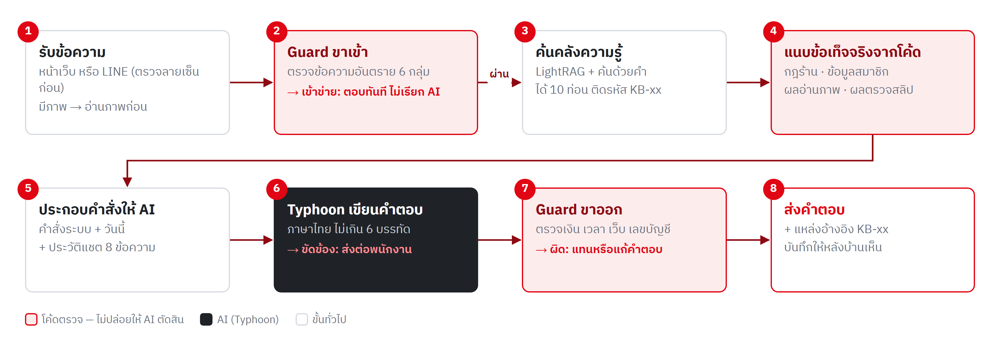 1
รับข้อความ
หน้าเว็บ หรือ LINE (ตรวจลายเซ็น
ก่อน)
มีภาพ → อ่านภาพก่อน
2
Guard ขาเข้า
ตรวจข้อความอันตราย 6 กลุ่ม
→ เข้าข่าย: ตอบทันที ไม่เรียก AI
ผ่าน
3
ค้นคลังความรู้
LightRAG + ค้นด้วยคำ
ได้ 10 ท่อน ติดรหัส KB-xx
4
แนบข้อเท็จจริงจากโค้ด
กฎร้าน · ข้อมูลสมาชิก
ผลอ่านภาพ · ผลตรวจสลิป
5
ประกอบคำสั่งให้ AI
คำสั่งระบบ + วันนี้
+ ประวัติแชต 8 ข้อความ
6
Typhoon เขียนคำตอบ
ภาษาไทย ไม่เกิน 6 บรรทัด
→ ขัดข้อง: ส่งต่อพนักงาน
7
Guard ขาออก
ตรวจเงิน เวลา เว็บ เลขบัญชี
→ ผิด: แทนหรือแก้คำตอบ
8
ส่งคำตอบ
+ แหล่งอ้างอิง KB-xx
บันทึกให้หลังบ้านเห็น
โค้ดตรวจ — ไม่ปล่อยให้ AI ตัดสิน
AI (Typhoon)
ขั้นทั่วไป